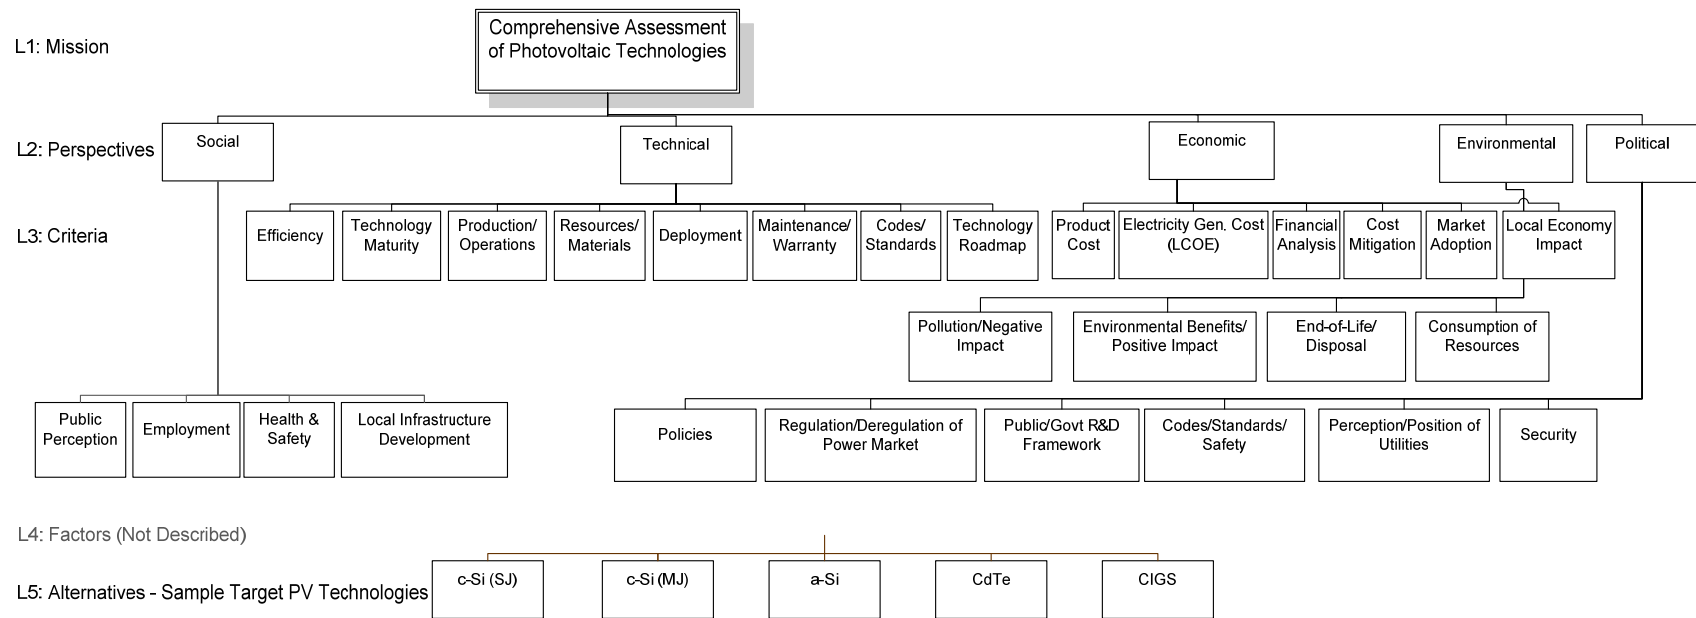 Comprehensive Assessment
of Photovoltaic Technologies
L1: Mission
L2: Perspectives
Social
Technical
Economic
Environmental
Political
L3: Criteria
Efficiency
Technology
Maturity
Production/
Operations
Resources/
Materials
Deployment
Maintenance/
Warranty
Codes/
Standards
Technology
Roadmap
Product
Cost
Electricity Gen. Cost
(LCOE)
Financial
Analysis
Cost
Mitigation
Market
Adoption
Local Economy
Impact
Pollution/Negative
Impact
Environmental Benefits/
Positive Impact
End-of-Life/
Disposal
Consumption of
Resources
Public
Perception
Employment
Health &
Safety
Local Infrastructure
Development
Policies
Regulation/Deregulation of
Power Market
Public/Govt R&D
Framework
Codes/Standards/
Safety
Perception/Position of
Utilities
Security
L4: Factors (Not Described)
L5: Alternatives - Sample Target PV Technologies
c-Si (SJ)
c-Si (MJ)
a-Si
CdTe
CIGS